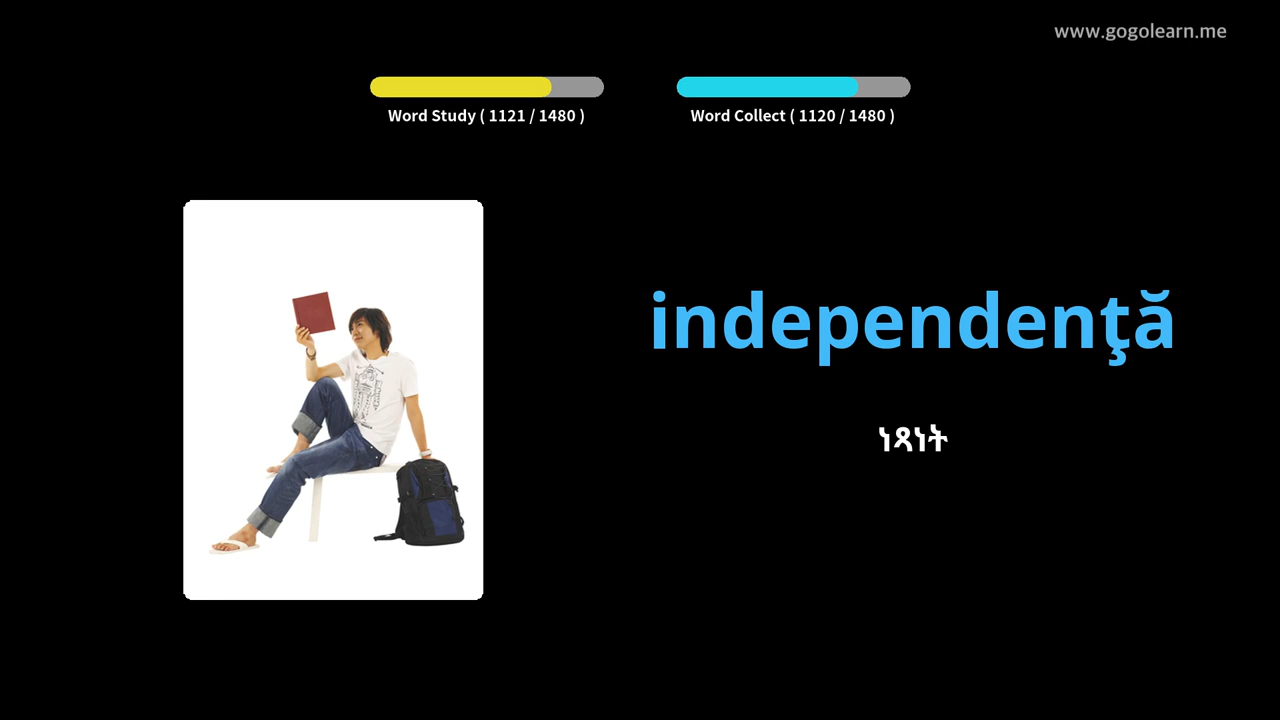 www.gogolearn.me
Word Study ( 1121 / 1480 )
Word Collect ( 1120 / 1480 )
independenţă
ነጻነት